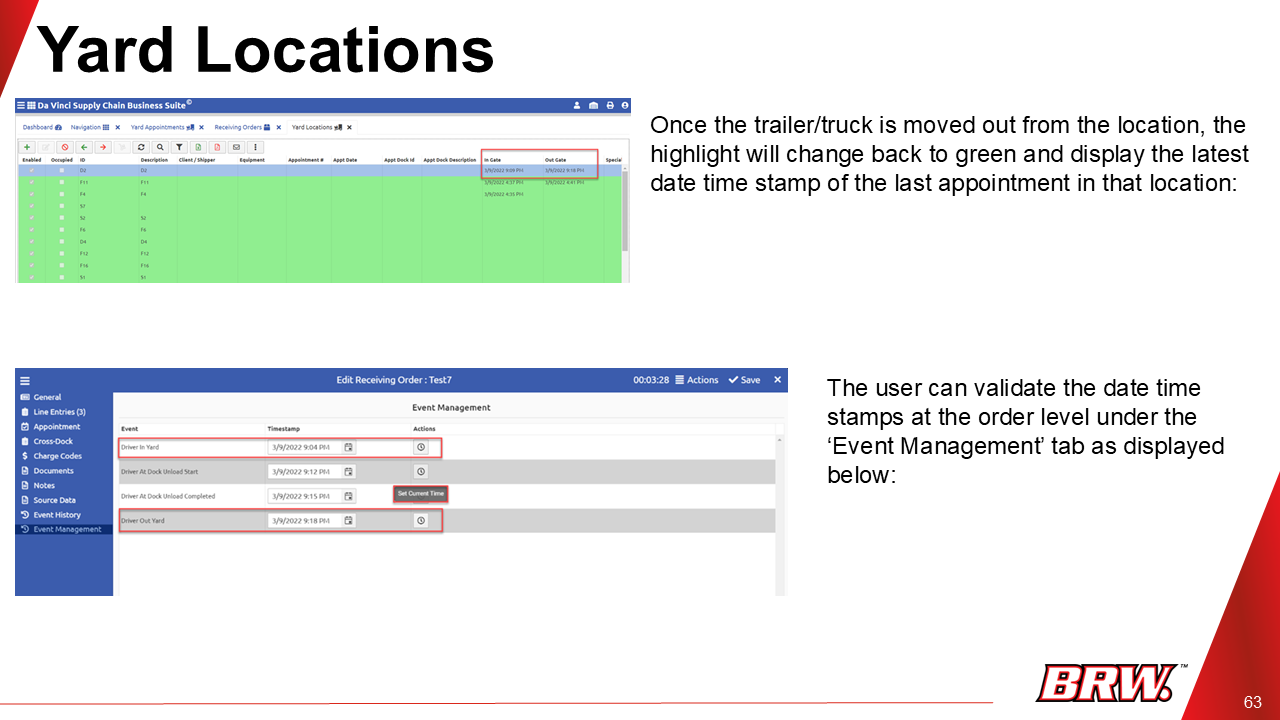 Yard Locations
Da Vinci Supply Chain Business Suite©
Dashboard Navigation Yard Appointments Receiving Orders Yard Locations
Enabled Occupied ID Description Client / Shipper Equipment Appointment # Appt Date Appt Dock Id Appt Dock Description In Gate Out Gate Special
D2 D2 3/9/2022 9:09 PM 3/9/2022 9:18 PM
F11 F11 3/9/2022 4:37 PM 3/9/2022 4:41 PM
F4 F4 3/9/2022 4:35 PM
S2 S2
F6 F6
D4 D4
F12 F12
F16 F16
S1 S1
Once the trailer/truck is moved out from the location, the
highlight will change back to green and display the latest
date time stamp of the last appointment in that location:
Edit Receiving Order : Test7 00:03:28 Actions Save
General
Line Entries (3)
Appointment
Cross-Dock
Charge Codes
Documents
Notes
Source Data
Event History
Event Management
Event Management
Event Timestamp Actions
Driver In Yard 3/9/2022 9:04 PM
Driver At Dock Unload Start 3/9/2022 9:12 PM
Driver At Dock Unload Completed 3/9/2022 9:15 PM Set Current Time
Driver Out Yard 3/9/2022 9:18 PM
The user can validate the date time
stamps at the order level under the
‘Event Management’ tab as displayed
below:
BRW.™
63